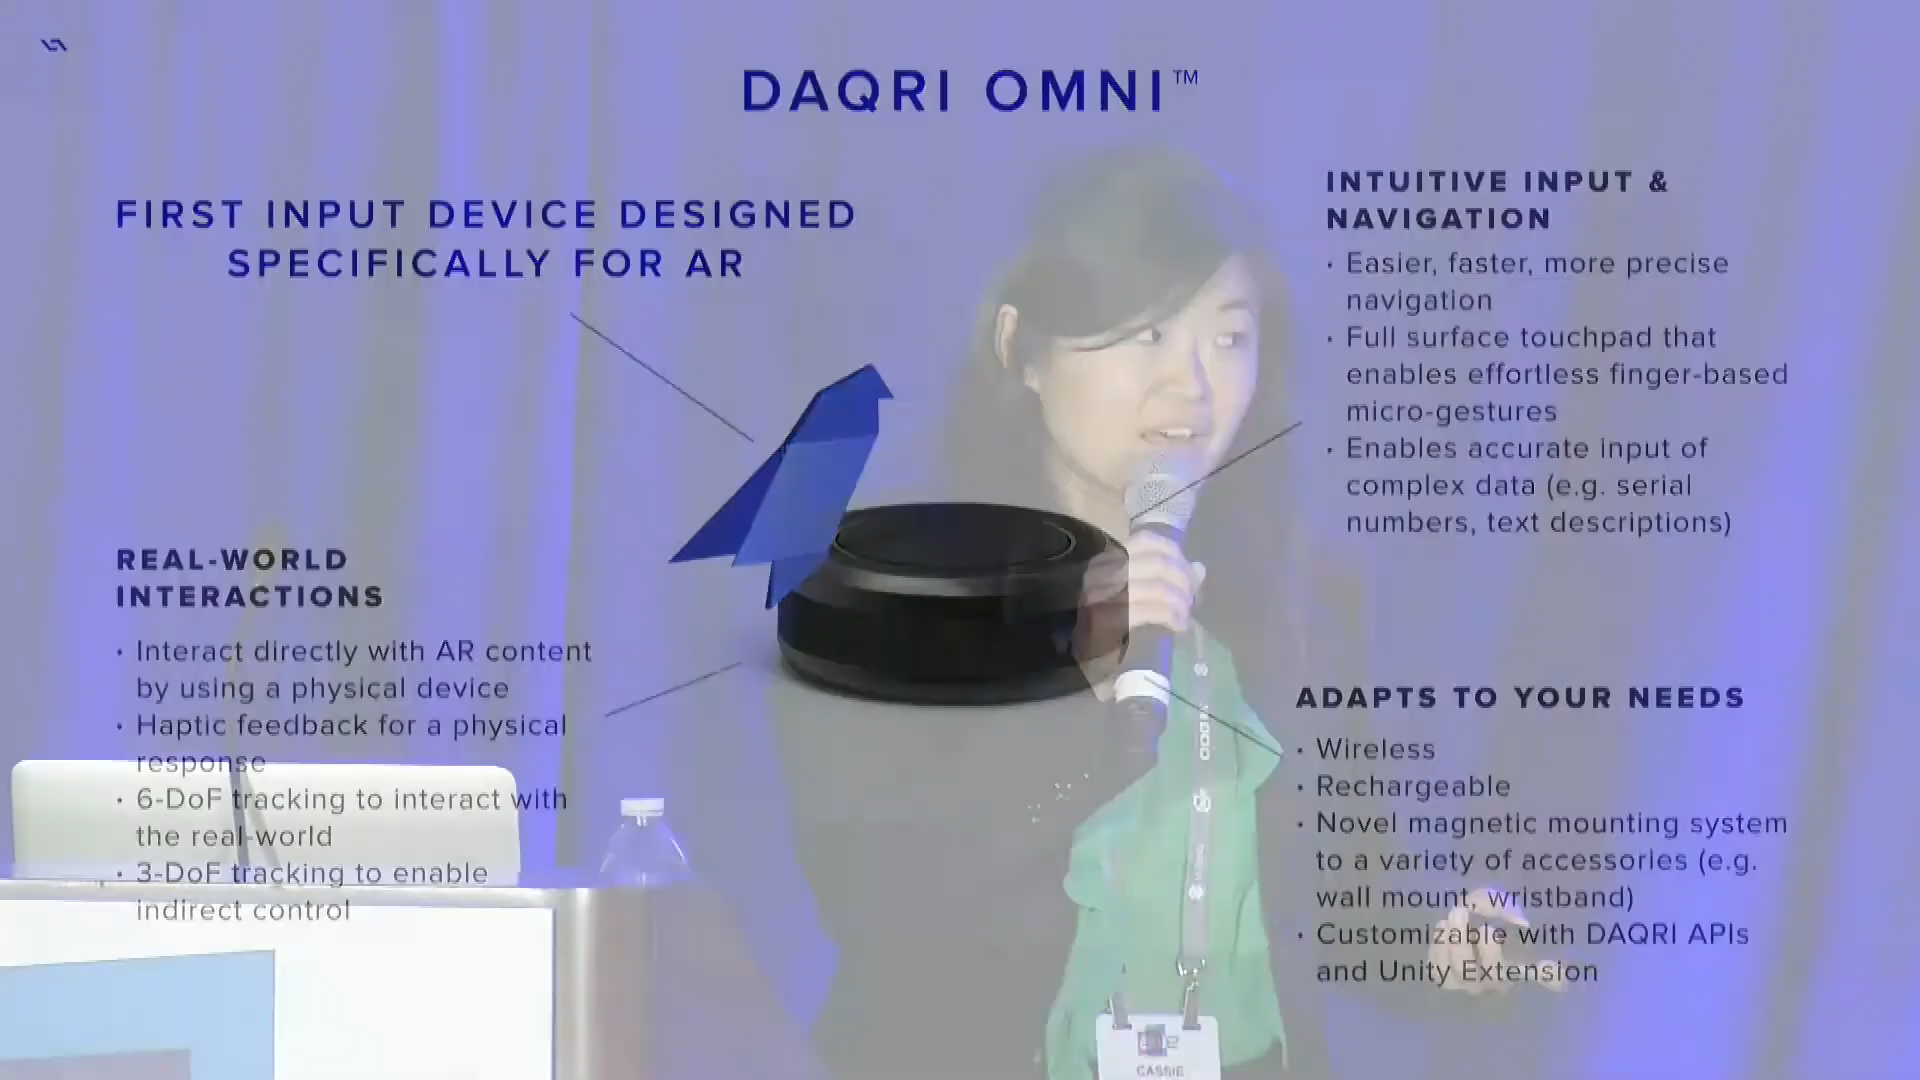 DAQRI OMNI™
FIRST INPUT DEVICE DESIGNED
SPECIFICALLY FOR AR
INTUITIVE INPUT &
NAVIGATION
· Easier, faster, more precise
navigation
· Full surface touchpad that
enables effortless finger-based
micro-gestures
· Enables accurate input of
complex data (e.g. serial
numbers, text descriptions)
REAL-WORLD
INTERACTIONS
· Interact directly with AR content
by using a physical device
· Haptic feedback for a physical
response
· 6-DoF tracking to interact with
the real-world
· 3-DoF tracking to enable
indirect control
ADAPTS TO YOUR NEEDS
· Wireless
· Rechargeable
· Novel magnetic mounting system
to a variety of accessories (e.g.
wall mount, wristband)
· Customizable with DAQRI APIs
and Unity Extension
CASSIE